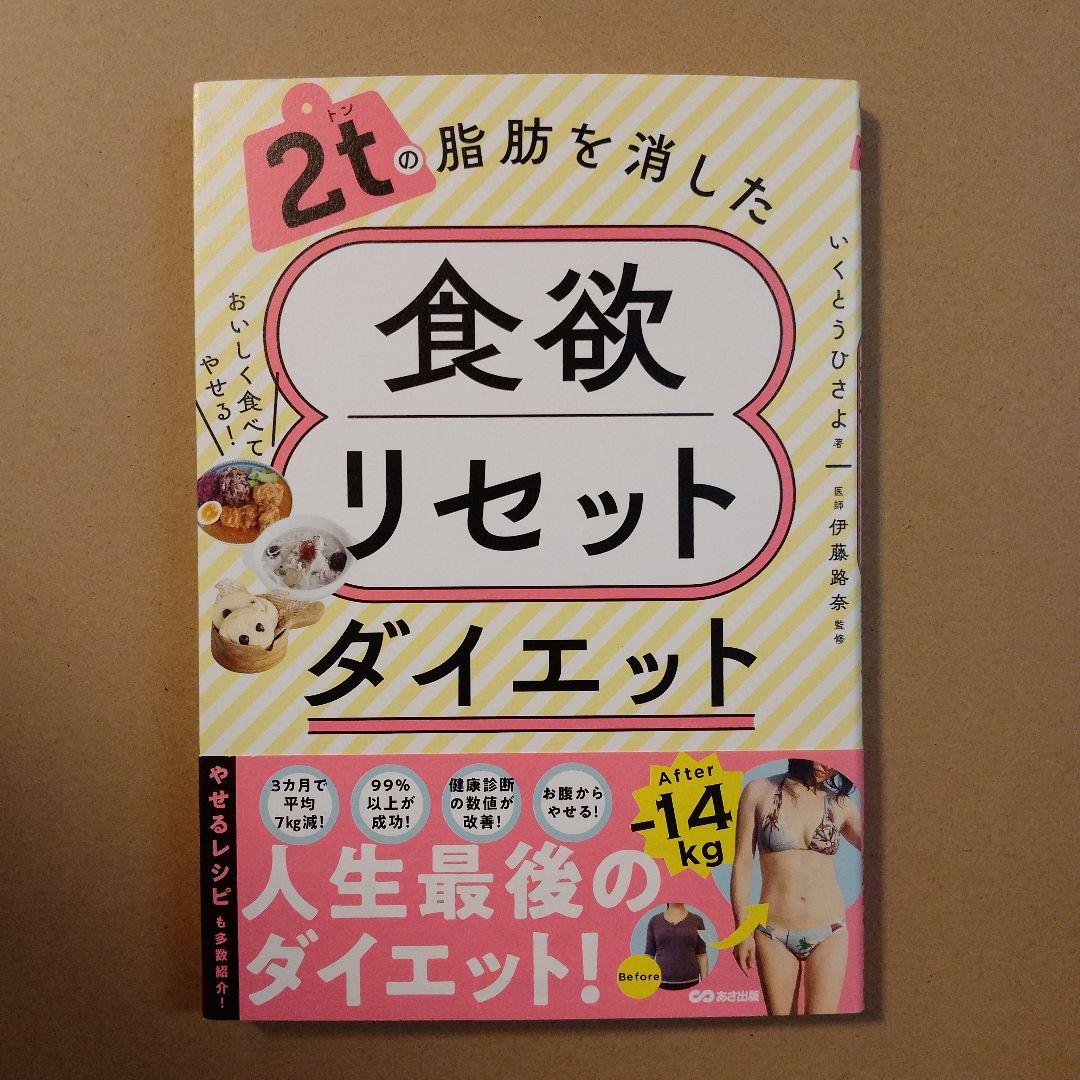 トン
2tの脂肪を消した
食欲
リセット
ダイエット
おいしく食べて
やせる!
いくとうひさよ 著
医師 伊藤路奈 監修
やせるレシピも多数紹介!
3カ月で
平均
7kg減!
99%
以上が
成功!
健康診断
の数値が
改善!
お腹から
やせる!
人生最後の
ダイエット!
Before
After
-14
kg
あさ出版